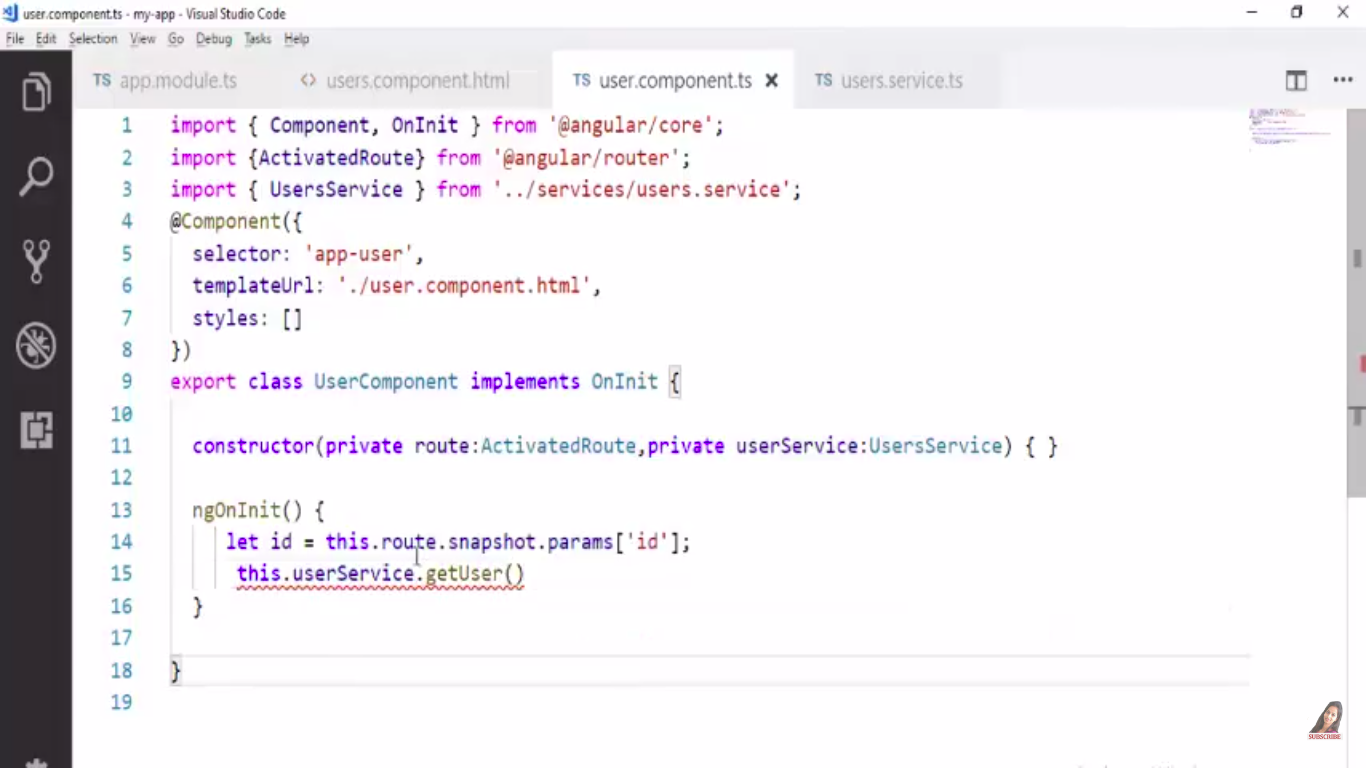 user.component.ts - my-app - Visual Studio Code
File Edit Selection View Go Debug Tasks Help
TS app.module.ts <> users.component.html TS user.component.ts × TS users.service.ts
1 import { Component, OnInit } from '@angular/core';
2 import {ActivatedRoute} from '@angular/router';
3 import { UsersService } from '../services/users.service';
4 @Component({
5 selector: 'app-user',
6 templateUrl: './user.component.html',
7 styles: []
8 })
9 export class UserComponent implements OnInit {
10
11 constructor(private route:ActivatedRoute,private userService:UsersService) { }
12
13 ngOnInit() {
14 let id = this.route.snapshot.params['id'];
15 this.userService.getUser()
16 }
17
18 }
19
SUBSCRIBE